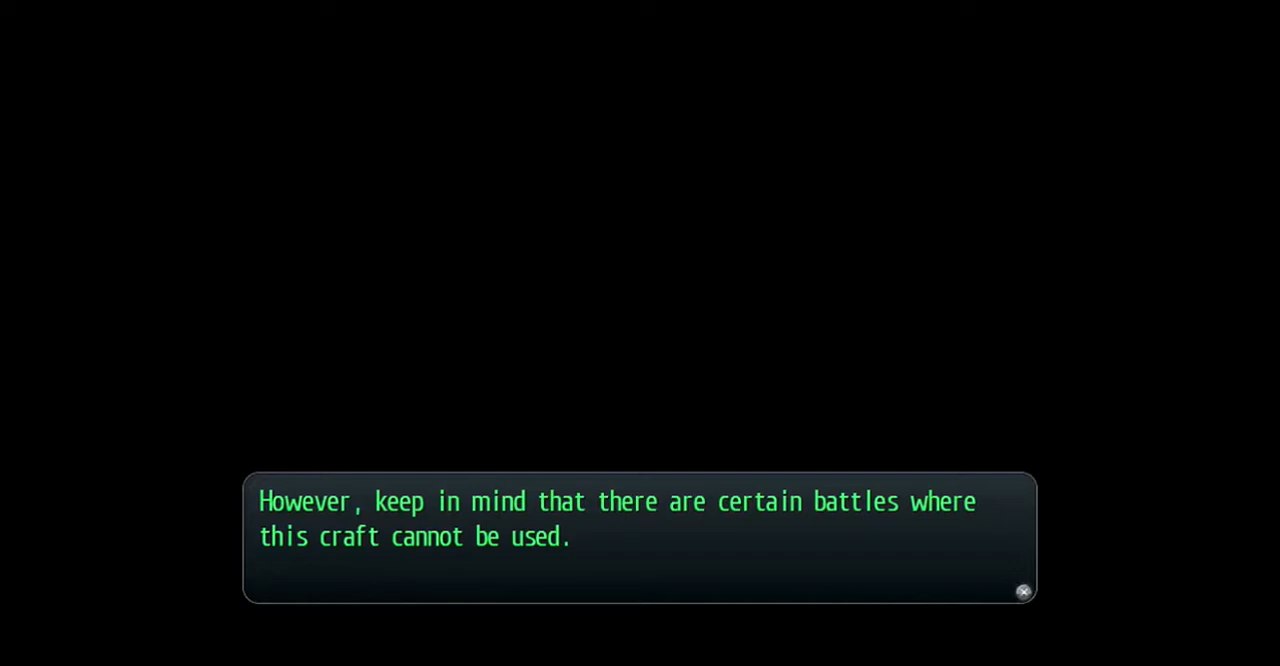 However, keep in mind that there are certain battles where
this craft cannot be used.